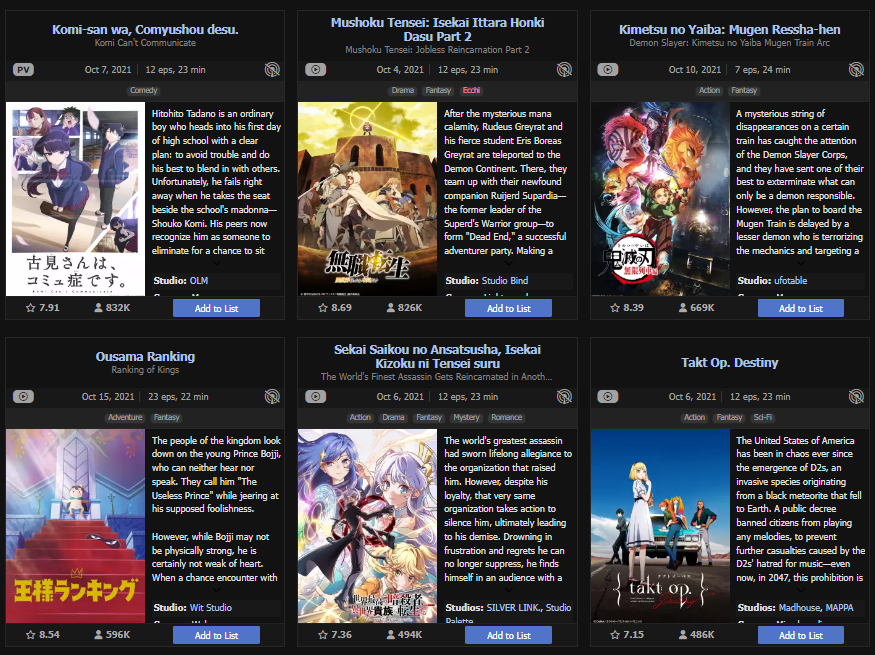 Komi-san wa, Comyushou desu.
Komi Can't Communicate
PV
Oct 7, 2021
12 eps, 23 min
Comedy
Hitohito Tadano is an ordinary
boy who heads into his first day
of high school with a clear
plan: to avoid trouble and do
his best to blend in with others.
Unfortunately, he fails right
away when he takes the seat
beside the school's madonna—
Shouko Komi. His peers now
recognize him as someone to
eliminate for a chance to sit
古見さんは、
コミュ症です。
Komi Can't Communicate
Studio: OLM
7.91
832K
Add to List
Mushoku Tensei: Isekai Ittara Honki
Dasu Part 2
Mushoku Tensei: Jobless Reincarnation Part 2
Oct 4, 2021
12 eps, 23 min
Drama
Fantasy
Ecchi
After the mysterious mana
calamity, Rudeus Greyrat and
his fierce student Eris Boreas
Greyrat are teleported to the
Demon Continent. There, they
team up with their newfound
companion Ruijerd Supardia—
the former leader of the
Superd's Warrior group—to
form "Dead End," a successful
adventurer party. Making a
無職転生
Studio: Studio Bind
8.69
826K
Add to List
Kimetsu no Yaiba: Mugen Ressha-hen
Demon Slayer: Kimetsu no Yaiba Mugen Train Arc
Oct 10, 2021
7 eps, 24 min
Action
Fantasy
A mysterious string of
disappearances on a certain
train has caught the attention
of the Demon Slayer Corps,
and they have sent one of their
best to exterminate what can
only be a demon responsible.
However, the plan to board the
Mugen Train is delayed by a
lesser demon who is terrorizing
the mechanics and targeting a
鬼滅の刃
無限列車編
Studio: ufotable
8.39
669K
Add to List
Ousama Ranking
Ranking of Kings
Oct 15, 2021
23 eps, 22 min
Adventure
Fantasy
The people of the kingdom look
down on the young Prince Bojji,
who can neither hear nor
speak. They call him "The
Useless Prince" while jeering at
his supposed foolishness.
However, while Bojji may not
be physically strong, he is
certainly not weak of heart.
When a chance encounter with
王様ランキング
Studio: Wit Studio
8.54
596K
Add to List
Sekai Saikou no Ansatsusha, Isekai
Kizoku ni Tensei suru
The World's Finest Assassin Gets Reincarnated in Anoth...
Oct 6, 2021
12 eps, 23 min
Action
Drama
Fantasy
Mystery
Romance
The world's greatest assassin
had sworn lifelong allegiance to
the organization that raised
him. However, despite his
loyalty, that very same
organization takes action to
silence him, ultimately leading
to his demise. Drowning in
frustration and regrets he can
no longer suppress, he finds
himself in an audience with a
世界最高の暗殺者
異世界貴族に転生する
Studios: SILVER LINK., Studio
Palette
7.36
494K
Add to List
Takt Op. Destiny
Oct 6, 2021
12 eps, 23 min
Action
Fantasy
Sci-Fi
The United States of America
has been in chaos ever since
the emergence of D2s, an
invasive species originating
from a black meteorite that fell
to Earth. A public decree
banned citizens from playing
any melodies, to prevent
further casualties caused by the
D2s' hatred for music—even
now, in 2047, this prohibition is
takt op.
Destiny
Studios: Madhouse, MAPPA
7.15
486K
Add to List